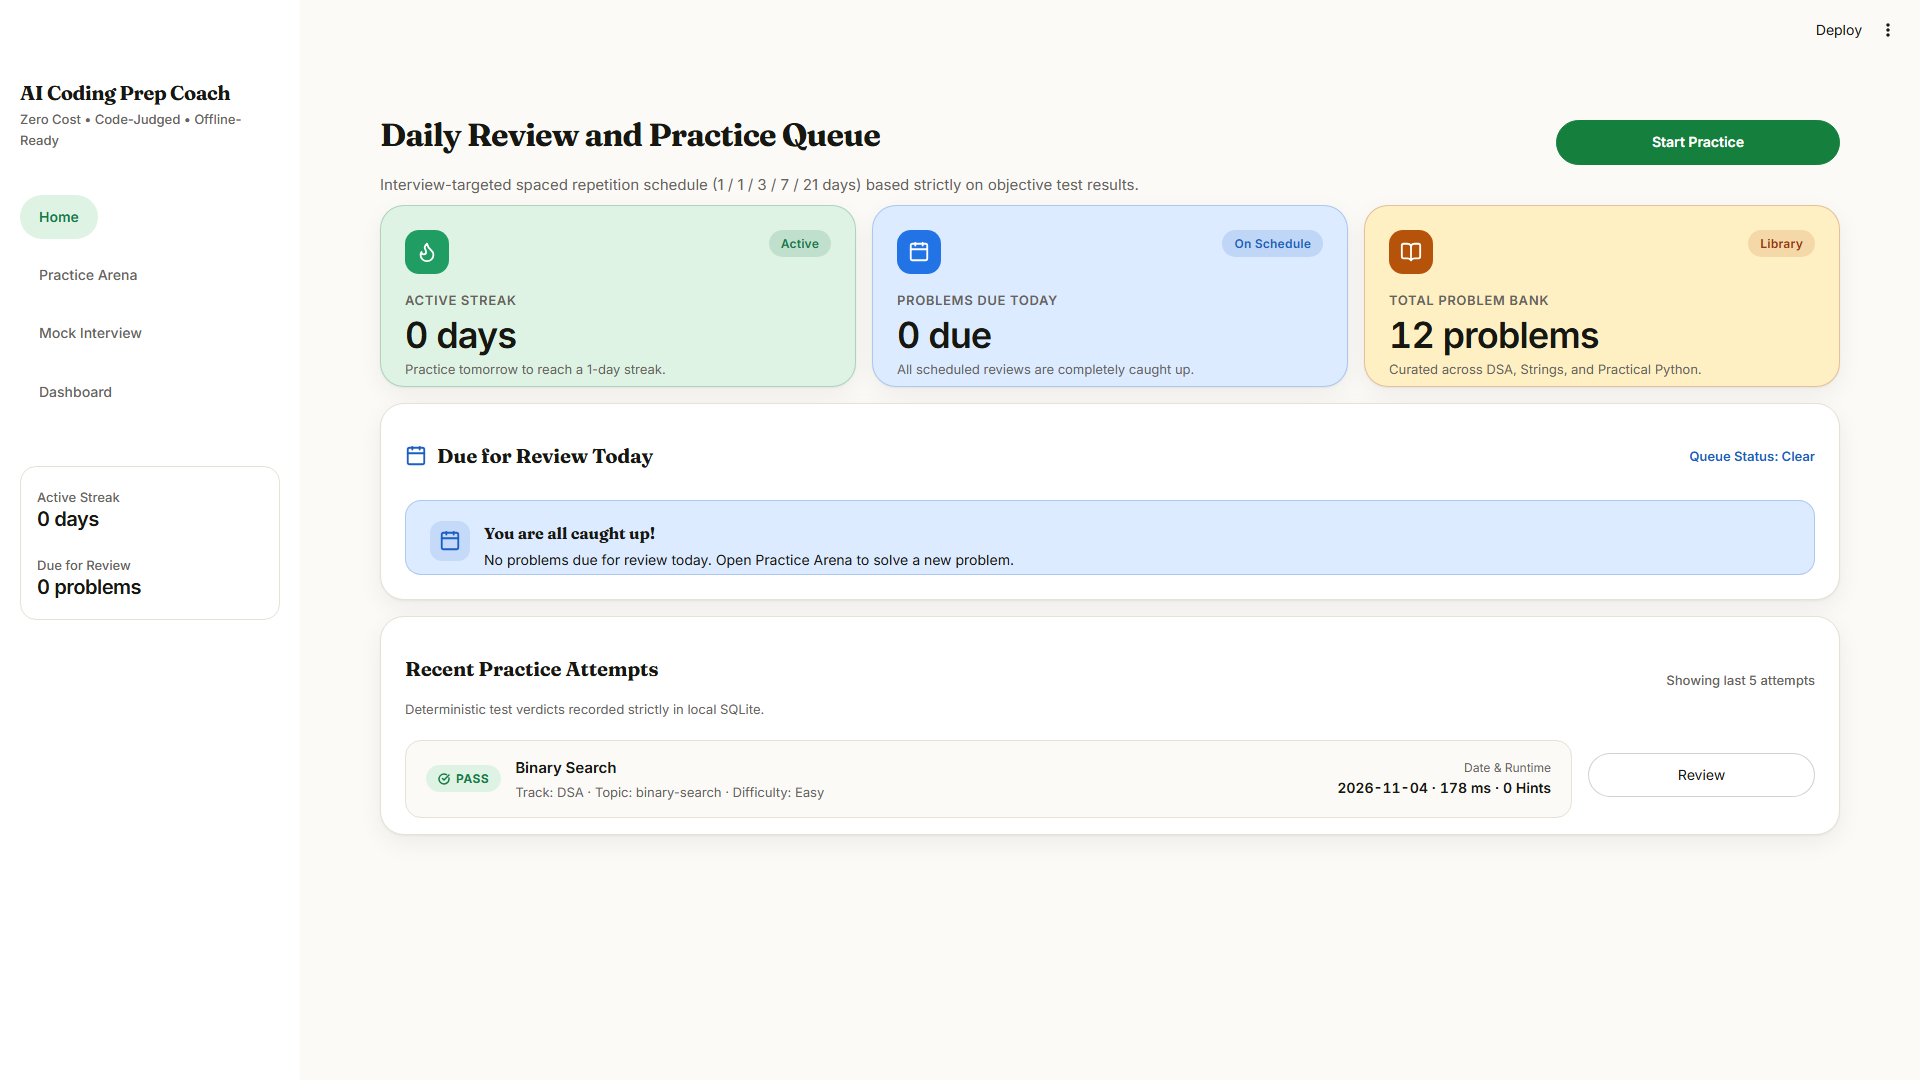 Deploy
AI Coding Prep Coach
Zero Cost • Code-Judged • Offline-
Ready
Home
Practice Arena
Mock Interview
Dashboard
Active Streak
0 days
Due for Review
0 problems
Daily Review and Practice Queue
Start Practice
Interview-targeted spaced repetition schedule (1 / 1 / 3 / 7 / 21 days) based strictly on objective test results.
Active
ACTIVE STREAK
0 days
Practice tomorrow to reach a 1-day streak.
On Schedule
PROBLEMS DUE TODAY
0 due
All scheduled reviews are completely caught up.
Library
TOTAL PROBLEM BANK
12 problems
Curated across DSA, Strings, and Practical Python.
Due for Review Today
Queue Status: Clear
You are all caught up!
No problems due for review today. Open Practice Arena to solve a new problem.
Recent Practice Attempts
Showing last 5 attempts
Deterministic test verdicts recorded strictly in local SQLite.
PASS
Binary Search
Track: DSA · Topic: binary-search · Difficulty: Easy
Date & Runtime
2026-11-04 · 178 ms · 0 Hints
Review